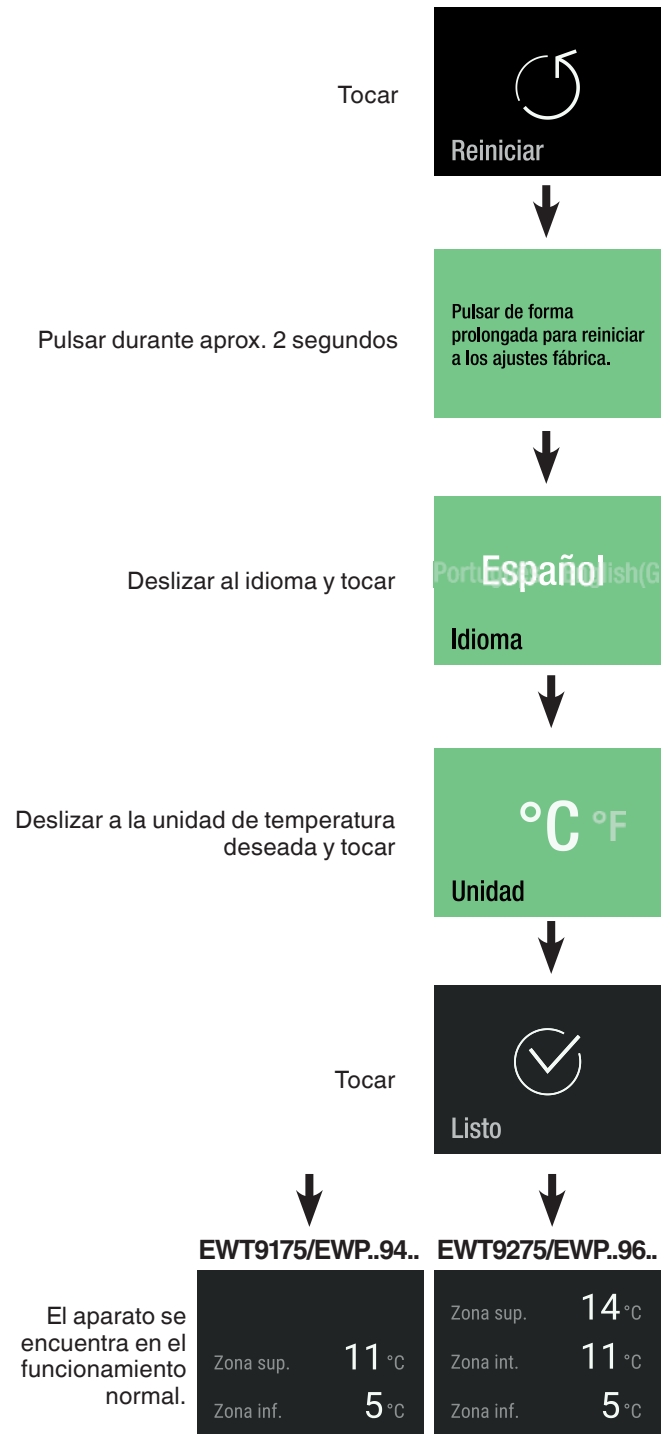 Tocar
Reiniciar
Pulsar durante aprox. 2 segundos
Pulsar de forma
prolongada para reiniciar
a los ajustes fábrica.
Deslizar al idioma y tocar
Español
Idioma
Deslizar a la unidad de temperatura
deseada y tocar
°C °F
Unidad
Tocar
Listo
EWT9175/EWP..94.. EWT9275/EWP..96..
El aparato se
encuentra en el
funcionamiento
normal.
Zona sup. 11 °C
Zona inf. 5 °C
Zona sup. 14 °C
Zona int. 11 °C
Zona inf. 5 °C